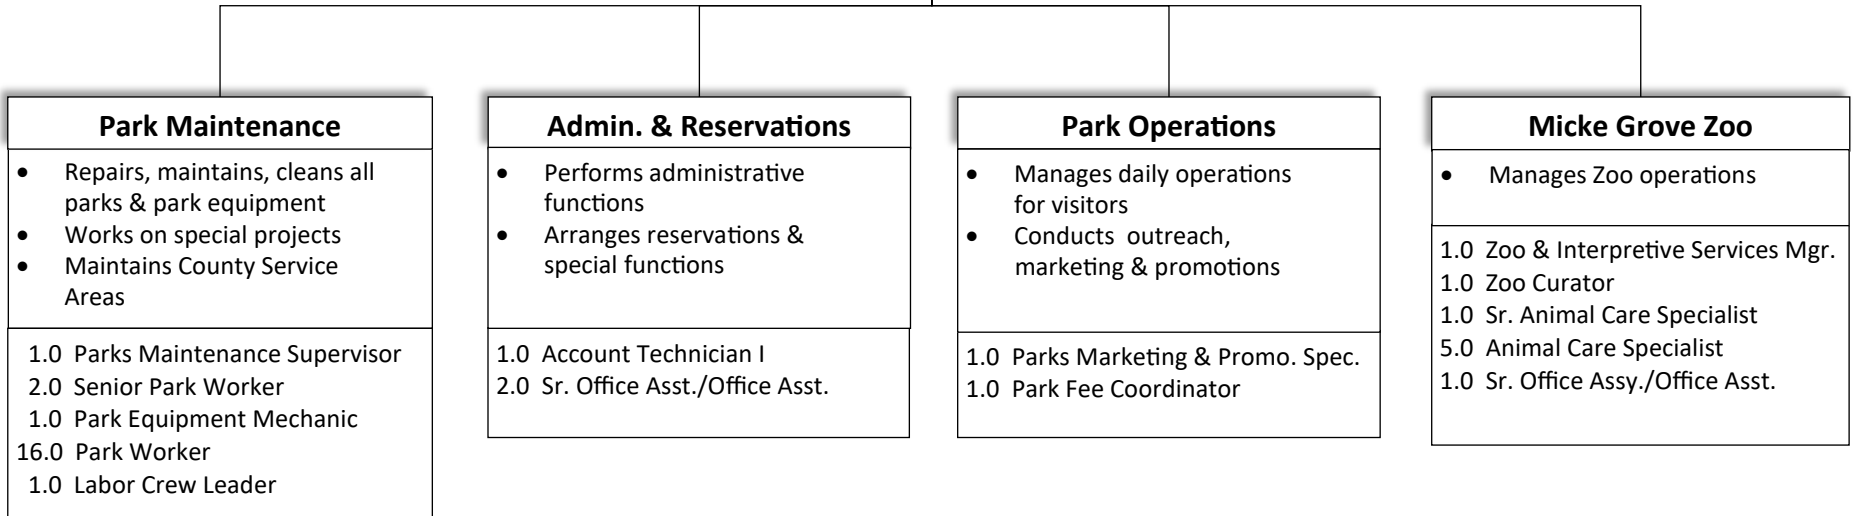 Park Maintenance
• Repairs, maintains, cleans all
parks & park equipment
• Works on special projects
• Maintains County Service
Areas
1.0 Parks Maintenance Supervisor
2.0 Senior Park Worker
1.0 Park Equipment Mechanic
16.0 Park Worker
1.0 Labor Crew Leader
Admin. & Reservations
• Performs administrative
functions
• Arranges reservations &
special functions
1.0 Account Technician I
2.0 Sr. Office Asst./Office Asst.
Park Operations
• Manages daily operations
for visitors
• Conducts outreach,
marketing & promotions
1.0 Parks Marketing & Promo. Spec.
1.0 Park Fee Coordinator
Micke Grove Zoo
• Manages Zoo operations
1.0 Zoo & Interpretive Services Mgr.
1.0 Zoo Curator
1.0 Sr. Animal Care Specialist
5.0 Animal Care Specialist
1.0 Sr. Office Assy./Office Asst.